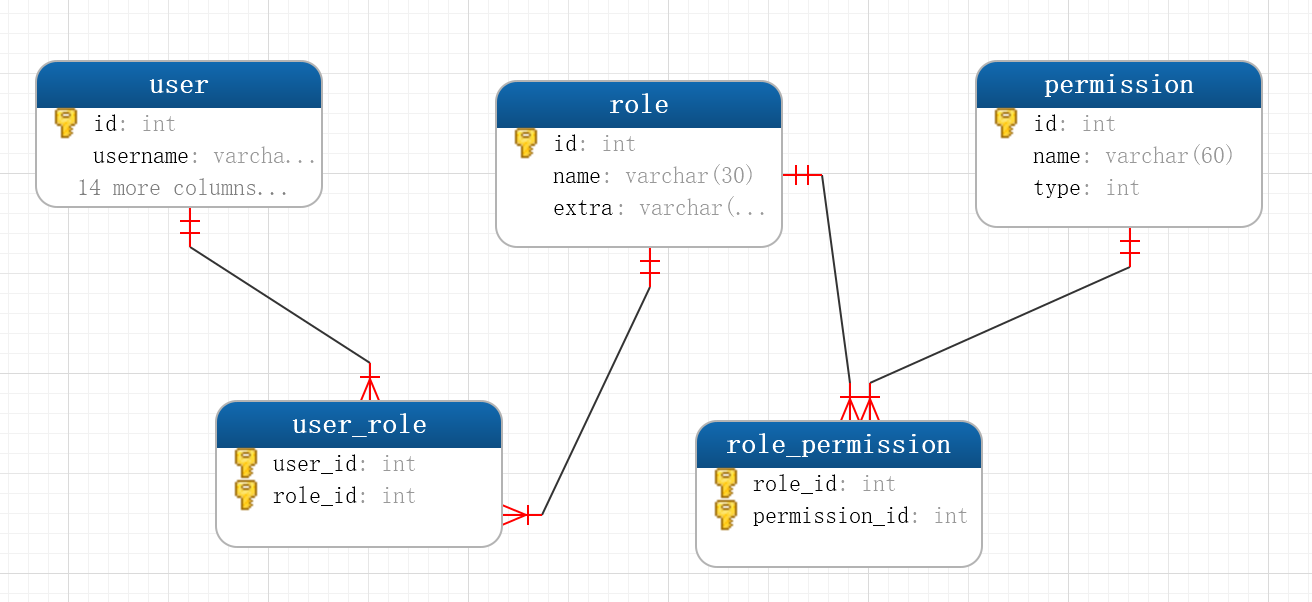 user
id: int
username: varcha...
14 more columns...
role
id: int
name: varchar(30)
extra: varchar(...
permission
id: int
name: varchar(60)
type: int
user_role
user_id: int
role_id: int
role_permission
role_id: int
permission_id: int